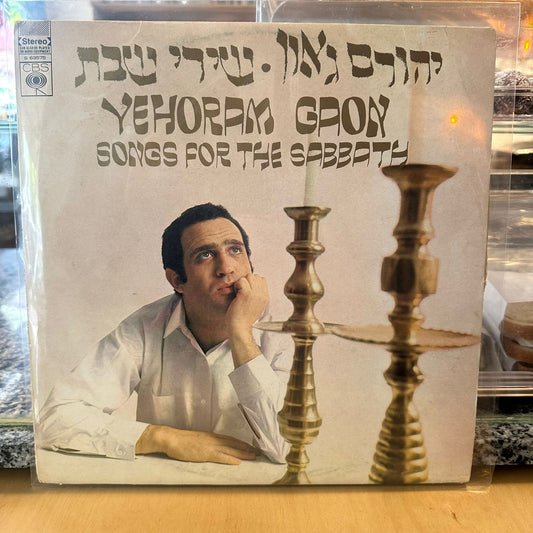 Stereo
CBS
יהורם גאון · שירי שבת
YEHORAM GAON
SONGS FOR THE SABBATH